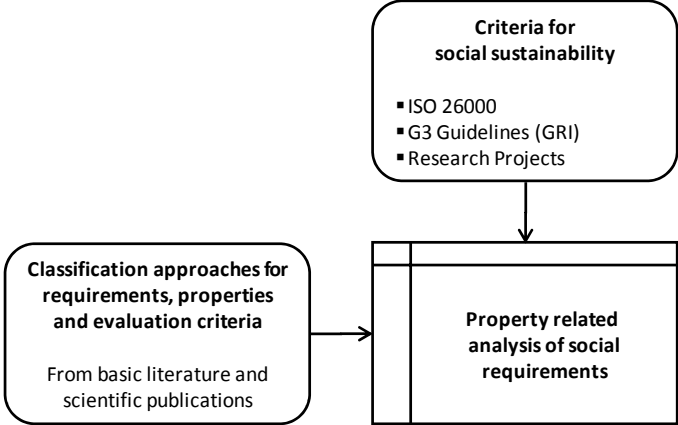 Criteria for
social sustainability
▪ ISO 26000
▪ G3 Guidelines (GRI)
▪ Research Projects
Classification approaches for
requirements, properties
and evaluation criteria
From basic literature and
scientific publications
Property related
analysis of social
requirements